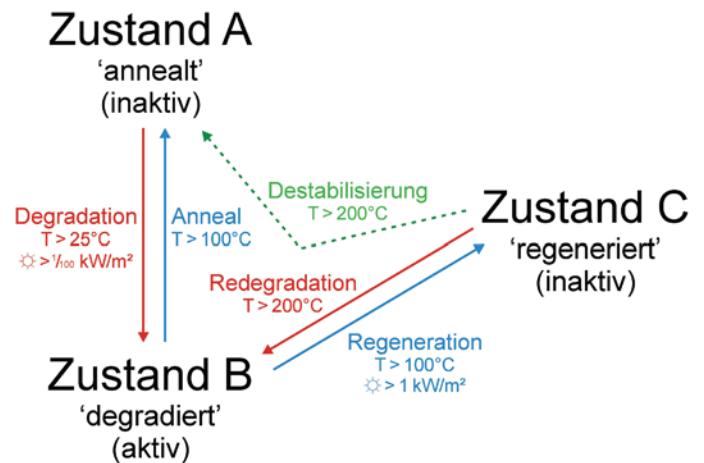 Zustand A
‘annealt’
(inaktiv)
Degradation
T > 25°C
☼ > 1/100 kW/m²
Anneal
T > 100°C
Destabilisierung
T > 200°C
Zustand C
‘regeneriert’
(inaktiv)
Redegradation
T > 200°C
Regeneration
T > 100°C
☼ > 1 kW/m²
Zustand B
‘degradiert’
(aktiv)